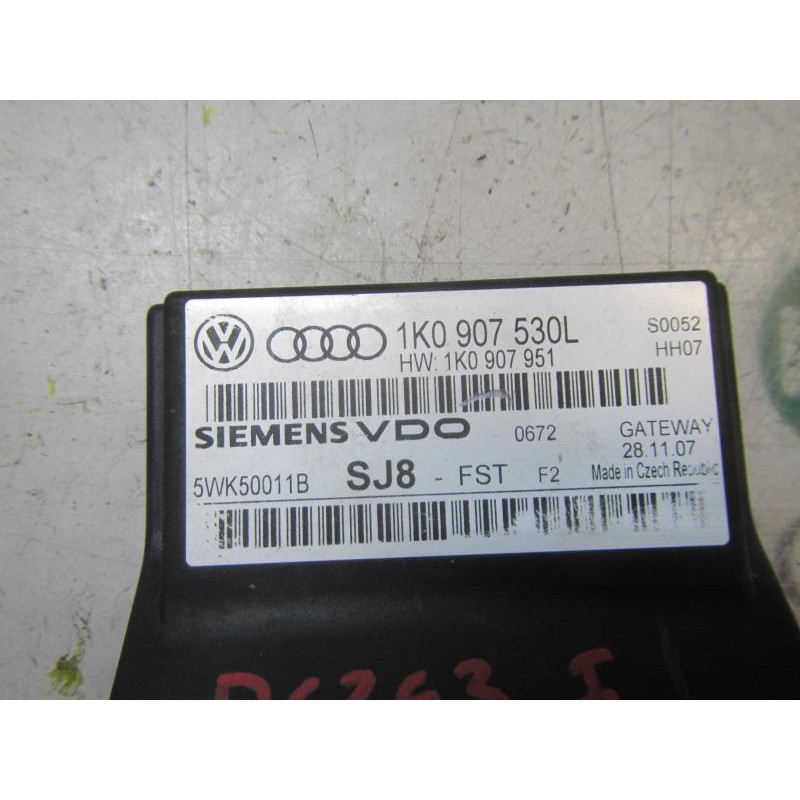 1K0 907 530L S0052
HW: 1K0 907 951 HH07
SIEMENS VDO 0672 GATEWAY
28.11.07
5WK50011B SJ8 - FST F2 Made in Czech Republic